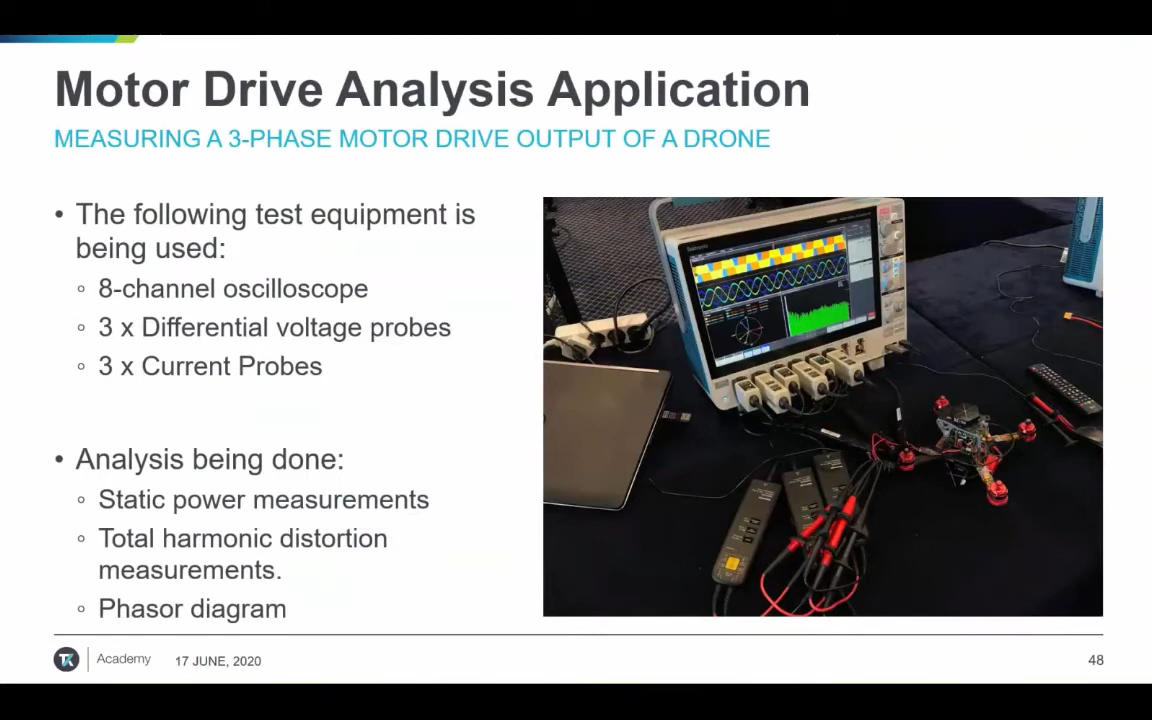 Motor Drive Analysis Application
MEASURING A 3-PHASE MOTOR DRIVE OUTPUT OF A DRONE
• The following test equipment is
being used:
◦ 8-channel oscilloscope
◦ 3 x Differential voltage probes
◦ 3 x Current Probes
• Analysis being done:
◦ Static power measurements
◦ Total harmonic distortion
measurements.
◦ Phasor diagram
Tektronix
Academy
17 JUNE, 2020
48